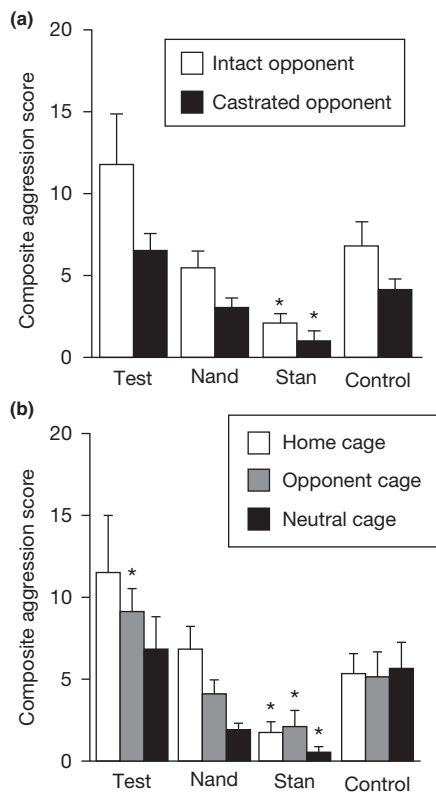 (a)
20
15
10
5
0
Composite aggression score
Intact opponent
Castrated opponent
* *
Test Nand Stan Control
(b)
20
15
10
5
0
Composite aggression score
Home cage
Opponent cage
Neutral cage
*
* * *
Test Nand Stan Control